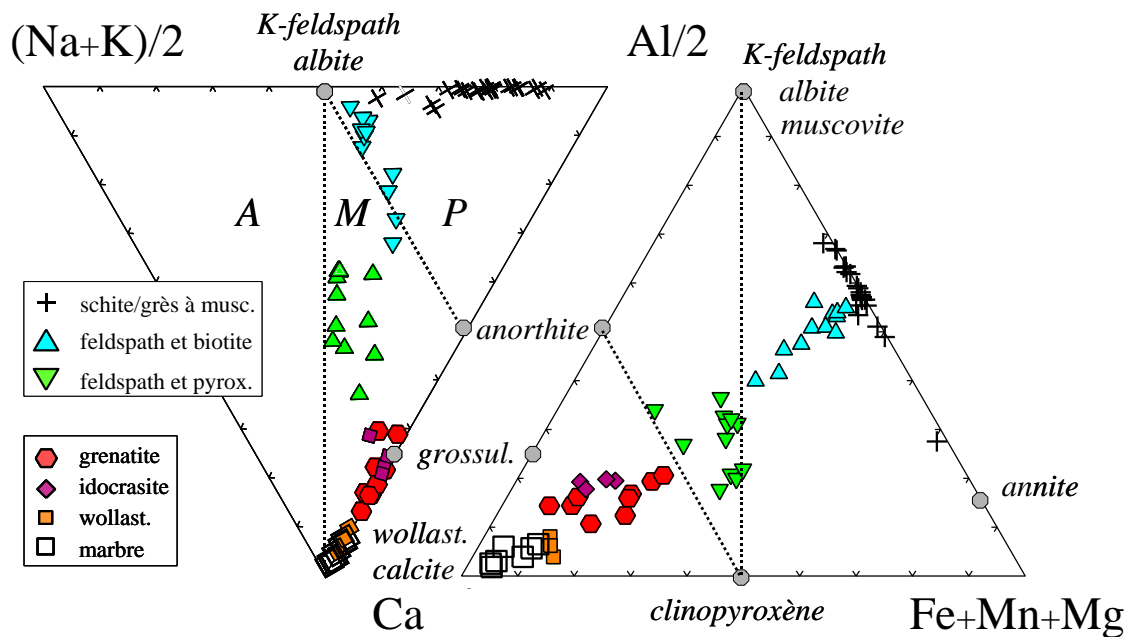 (Na+K)/2
K-feldspath
albite
Al/2
K-feldspath
albite
muscovite
A
M
P
schite/grès à musc.
feldspath et biotite
feldspath et pyrox.
anorthite
grenatite
idocrasite
wollast.
marbre
grossul.
annite
wollast.
calcite
Ca
clinopyroxène
Fe+Mn+Mg